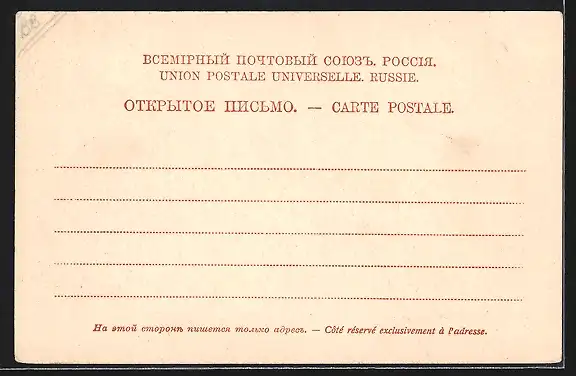 СВ
ВСЕМІРНЫЙ ПОЧТОВЫЙ СОЮЗЪ. РОССІЯ.
UNION POSTALE UNIVERSELLE. RUSSIE.
ОТКРЫТОЕ ПИСЬМО. — CARTE POSTALE.
На этой сторонѣ пишется только адресъ. — Côté réservé exclusivement à l'adresse.